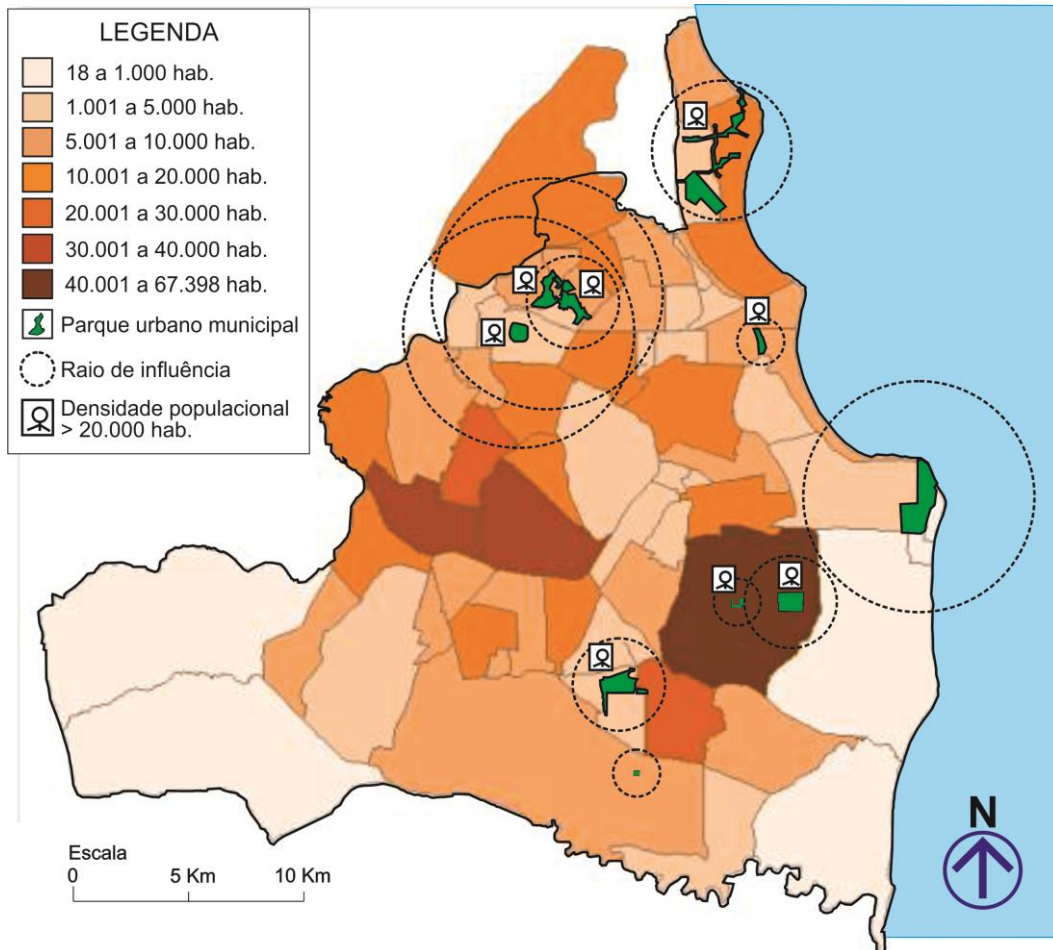 LEGENDA
18 a 1.000 hab.
1.001 a 5.000 hab.
5.001 a 10.000 hab.
10.001 a 20.000 hab.
20.001 a 30.000 hab.
30.001 a 40.000 hab.
40.001 a 67.398 hab.
Parque urbano municipal
Raio de influência
Densidade populacional
> 20.000 hab.
Escala
0 5 Km 10 Km
N